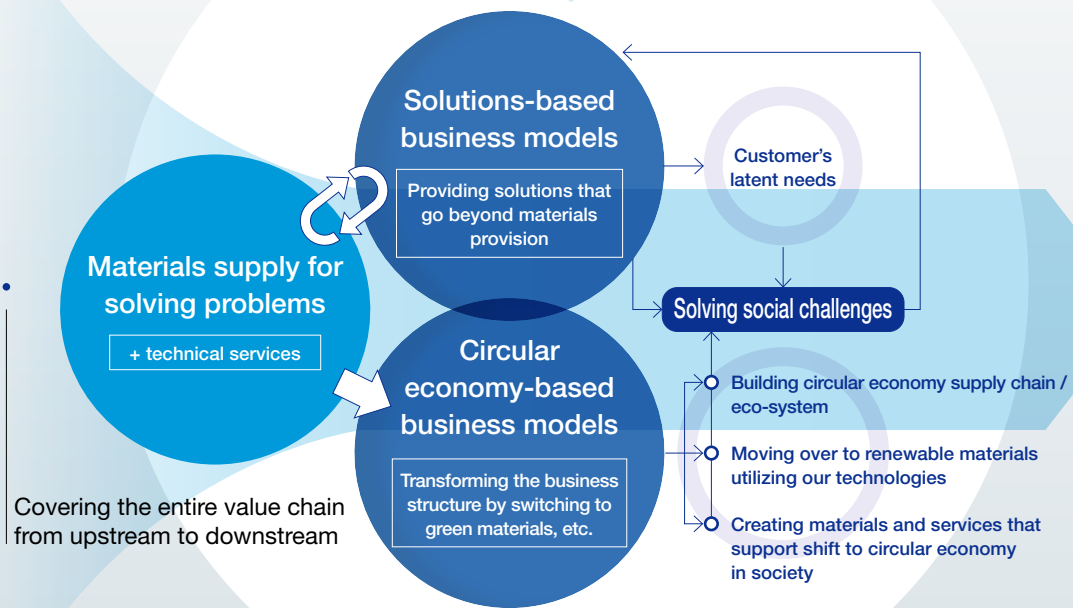 Solutions-based
business models
Providing solutions that
go beyond materials
provision
Customer’s
latent needs
Materials supply for
solving problems
+ technical services
Solving social challenges
Circular
economy-based
business models
Transforming the business
structure by switching to
green materials, etc.
Building circular economy supply chain /
eco-system
Moving over to renewable materials
utilizing our technologies
Creating materials and services that
support shift to circular economy
in society
Covering the entire value chain
from upstream to downstream